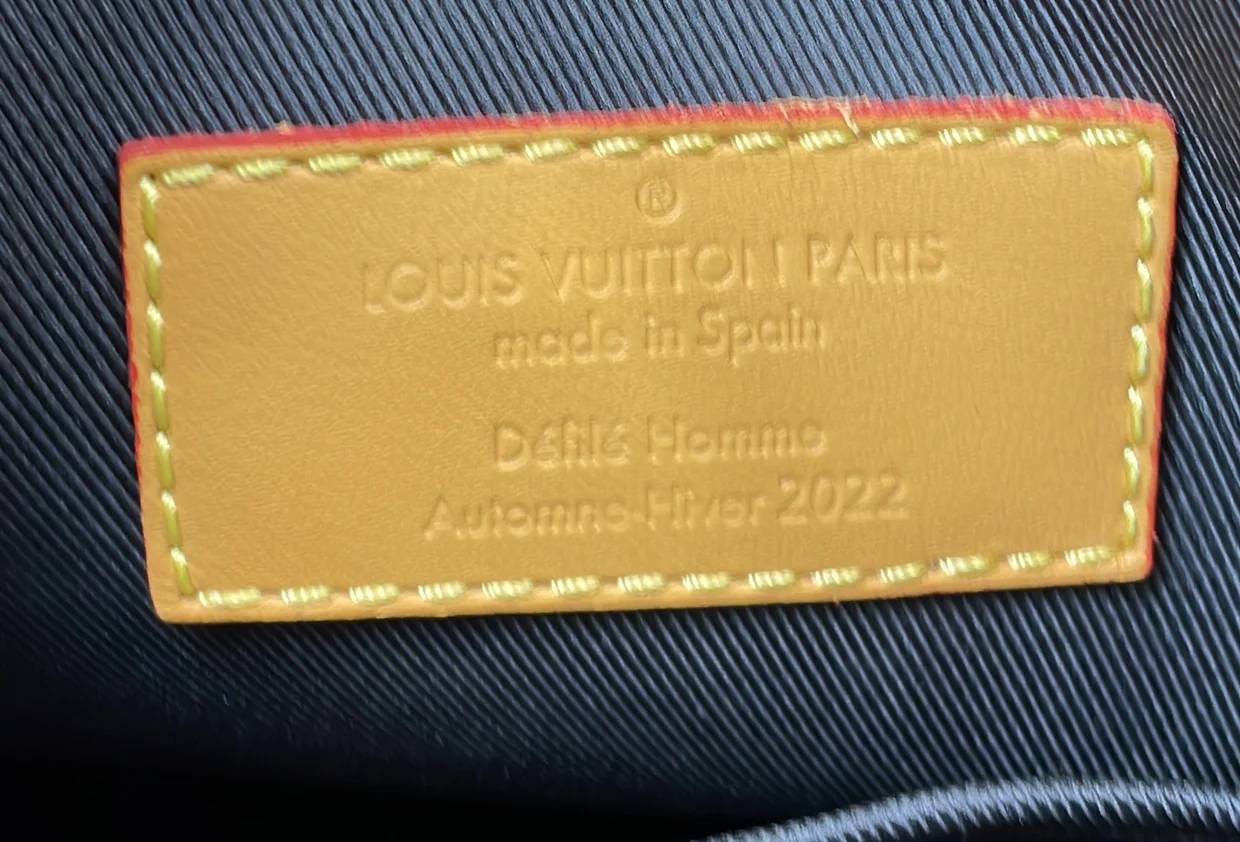 ®
LOUIS VUITTON PARIS
made in Spain
Défilé Homme
Automne-Hiver 2022